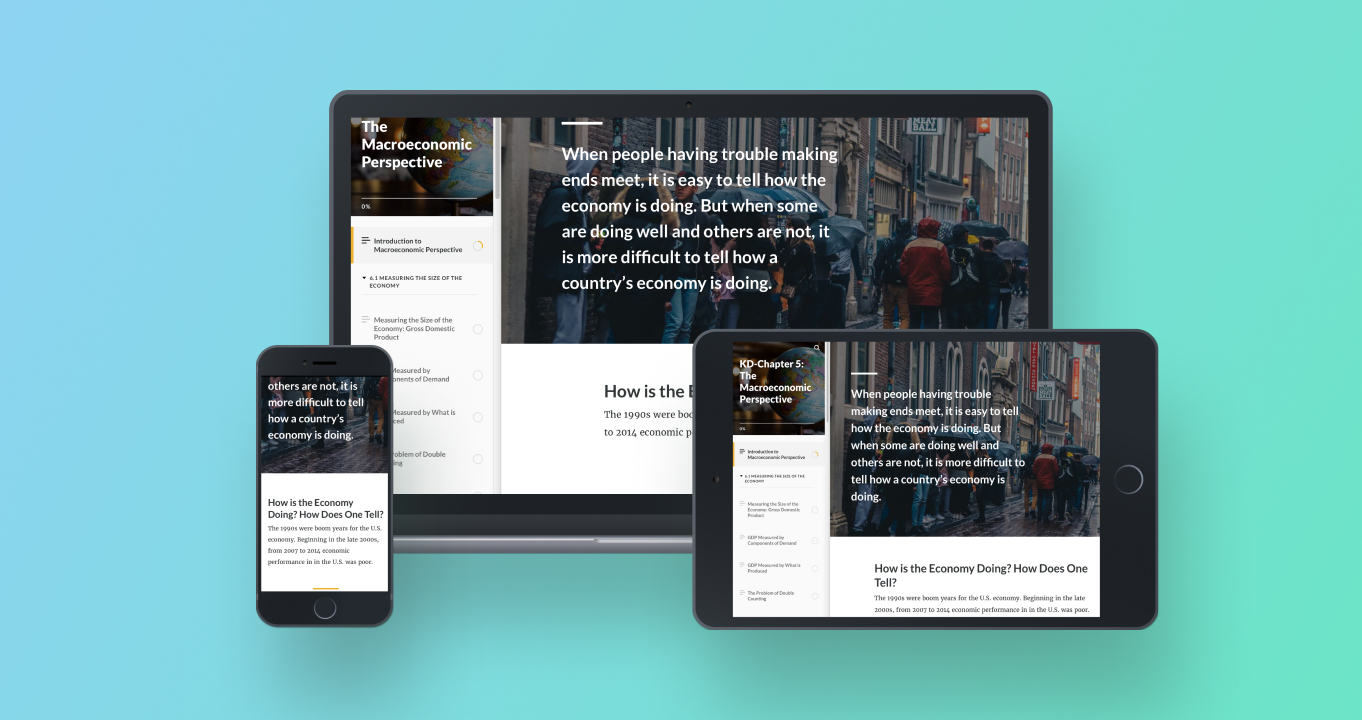 The
Macroeconomic
Perspective
0%
Introduction to
Macroeconomic Perspective
6.1 MEASURING THE SIZE OF THE
ECONOMY
Measuring the Size of the
Economy: Gross Domestic
Product
Measured by
onents of Demand
Measured by What is
ced
roblem of Double
ing
MEAT
BALL
When people having trouble making
ends meet, it is easy to tell how the
economy is doing. But when some
are doing well and others are not, it
is more difficult to tell how a
country's economy is doing.
How is the E
The 1990s were boo
to 2014 economic p
others are not, it is
more difficult to tell
how a country's
economy is doing.
How is the Economy
Doing? How Does One Tell?
The 1990s were boom years for the U.S.
economy. Beginning in the late 2000s,
from 2007 to 2014 economic
performance in in the U.S. was poor.
KD-Chapter 5:
The
Macroeconomic
Perspective
0%
Introduction to
Macroeconomic Perspective
6.1 MEASURING THE SIZE OF THE
ECONOMY
Measuring the Size of the
Economy: Gross Domestic
Product
GDP Measured by
Components of Demand
GDP Measured by What is
Produced
The Problem of Double
Counting
When people having trouble
making ends meet, it is easy to tell
how the economy is doing. But
when some are doing well and
others are not, it is more difficult to
tell how a country's economy is
doing.
How is the Economy Doing? How Does One
Tell?
The 1990s were boom years for the U.S. economy. Beginning in the late
2000s, from 2007 to 2014 economic performance in in the U.S. was poor.